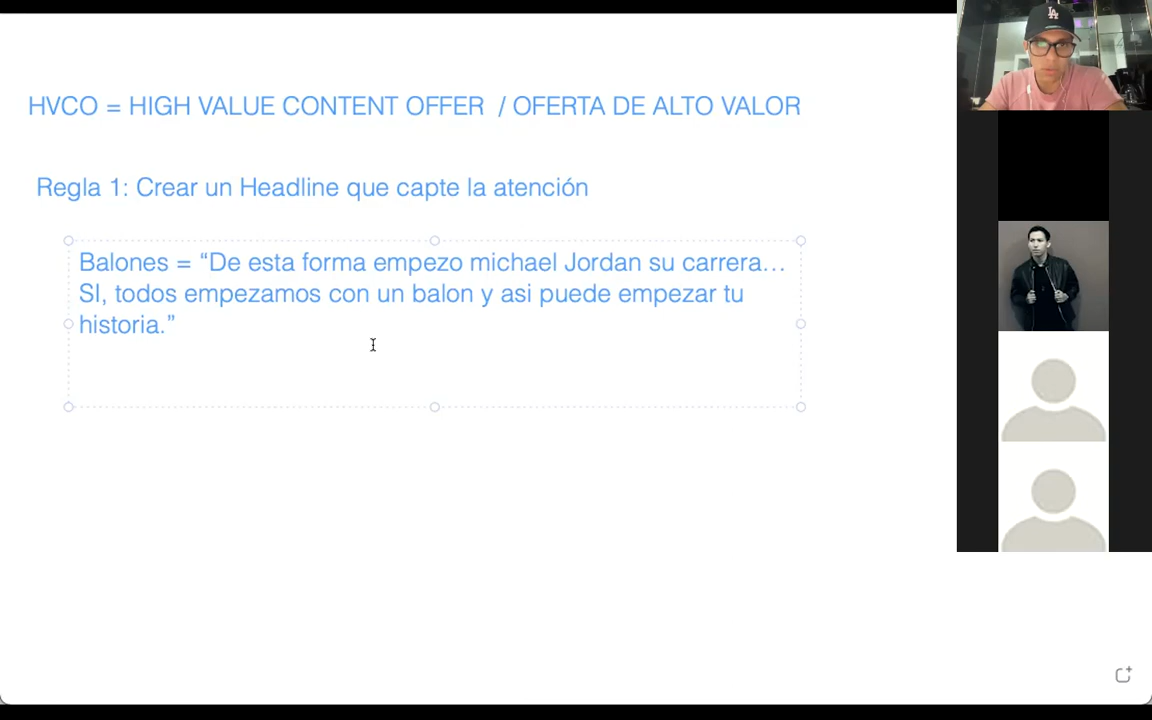 HVCO = HIGH VALUE CONTENT OFFER / OFERTA DE ALTO VALOR
Regla 1: Crear un Headline que capte la atención
Balones = “De esta forma empezo michael Jordan su carrera…
SI, todos empezamos con un balon y asi puede empezar tu
historia.”
LA